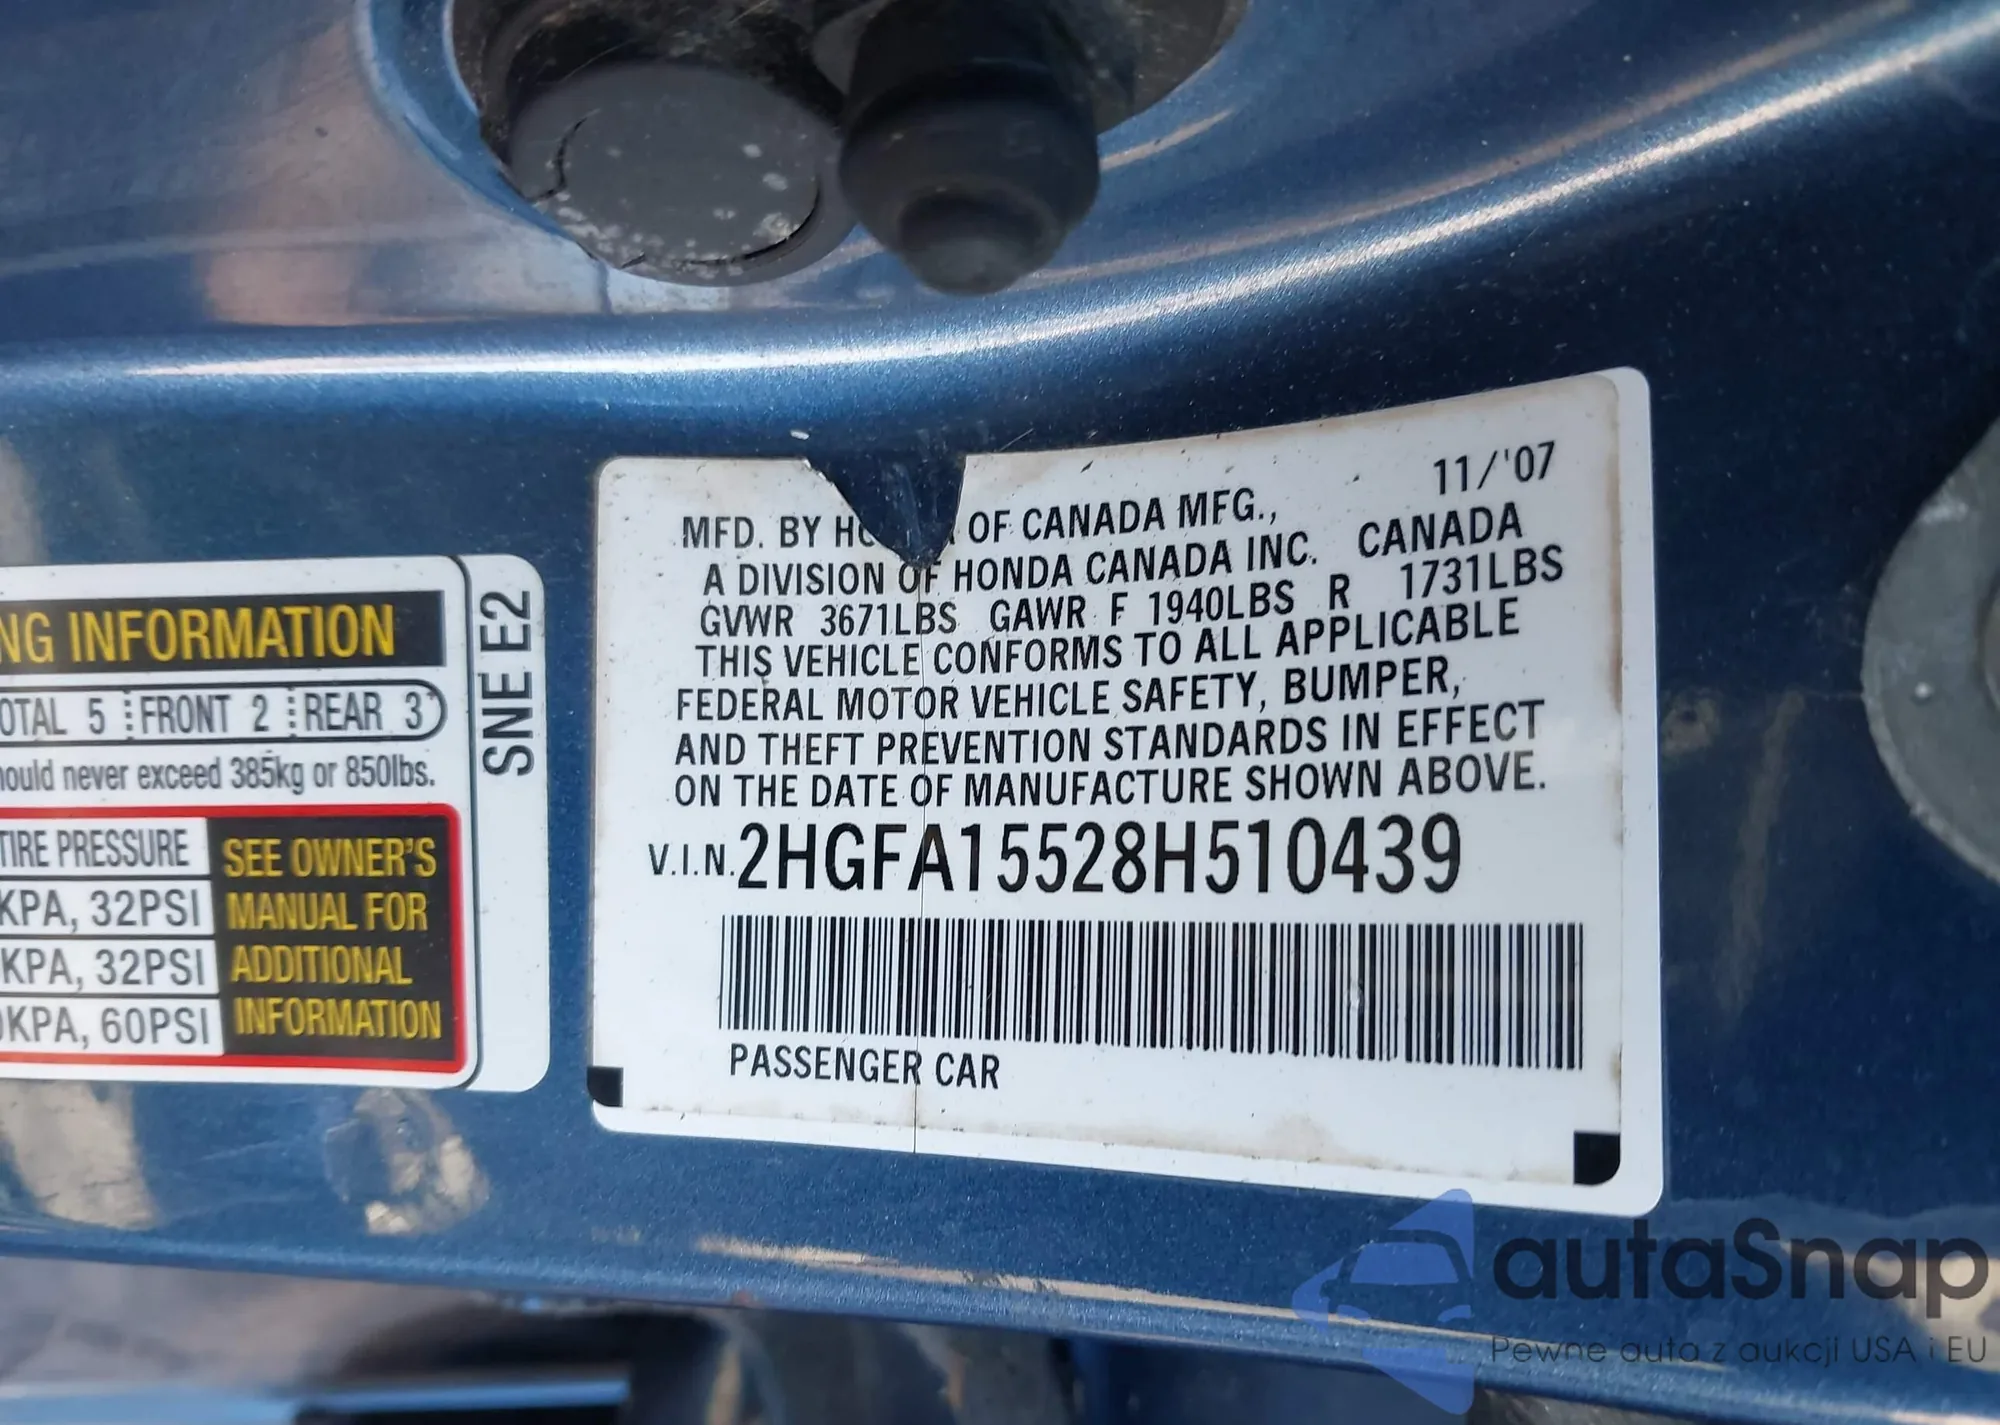 NG INFORMATION
OTAL 5 FRONT 2 REAR 3
hould never exceed 385kg or 850lbs.
TIRE PRESSURE
KPA, 32PSI
KPA, 32PSI
0KPA, 60PSI
SEE OWNER'S
MANUAL FOR
ADDITIONAL
INFORMATION
SNE E2
11/'07
MFD. BY HO A OF CANADA MFG., CANADA
A DIVISION OF HONDA CANADA INC.
GVWR 3671LBS GAWR F 1940LBS R 1731LBS
THIS VEHICLE CONFORMS TO ALL APPLICABLE
FEDERAL MOTOR VEHICLE SAFETY, BUMPER,
AND THEFT PREVENTION STANDARDS IN EFFECT
ON THE DATE OF MANUFACTURE SHOWN ABOVE.
V.I.N. 2HGFA15528H510439
PASSENGER CAR
autaSnap
Pewne auta z aukcji USA i EU